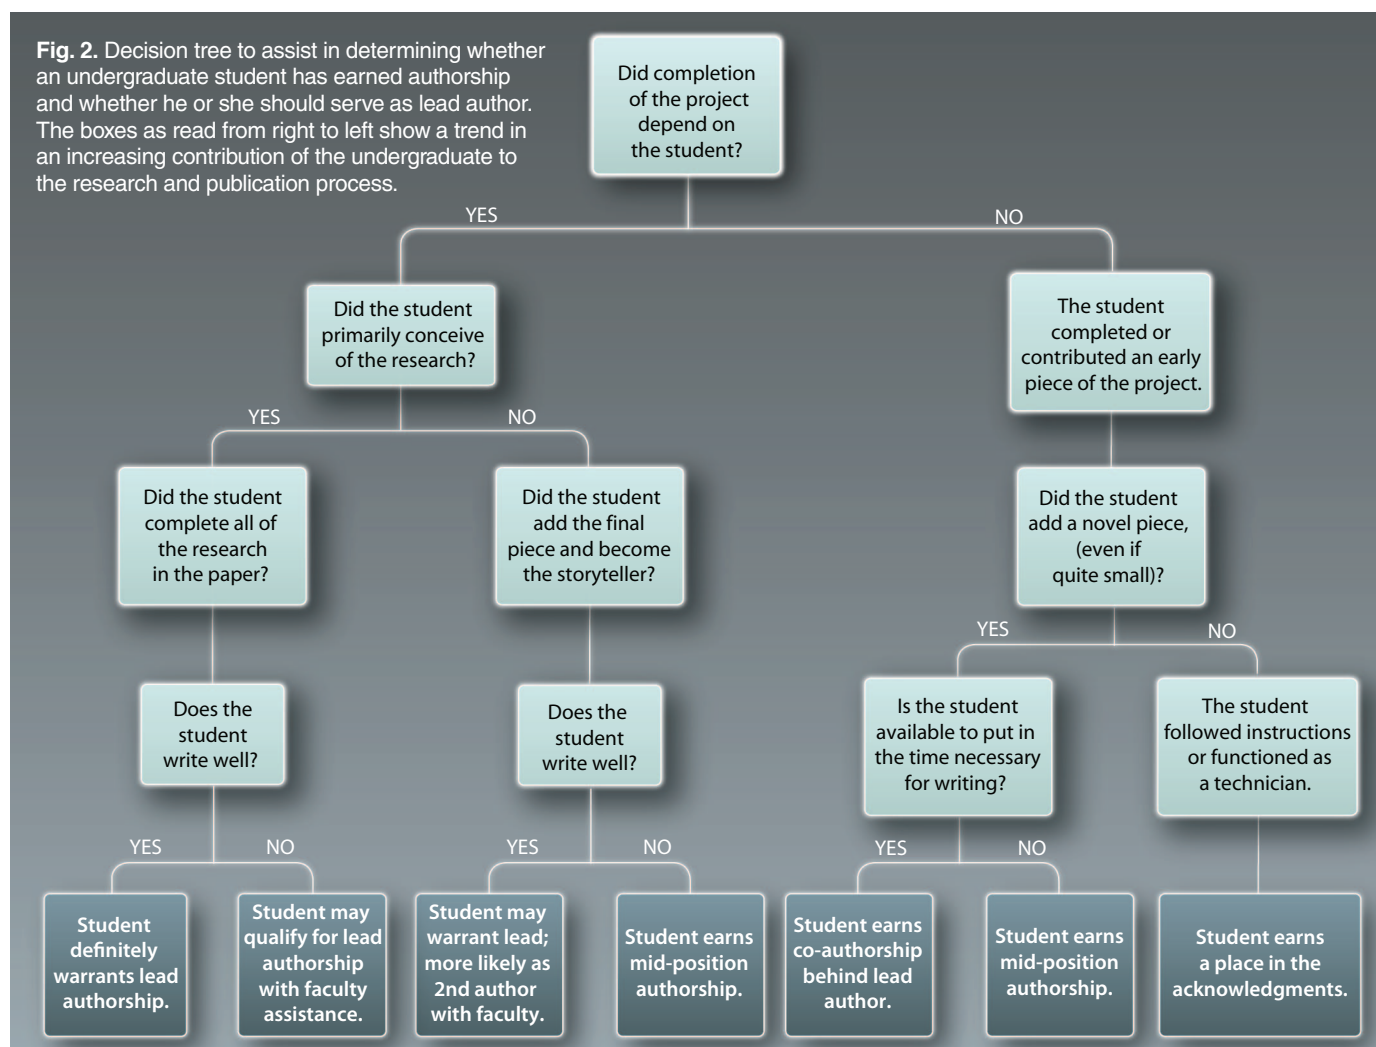 Fig. 2. Decision tree to assist in determining whether
an undergraduate student has earned authorship
and whether he or she should serve as lead author.
The boxes as read from right to left show a trend in
an increasing contribution of the undergraduate to
the research and publication process.
Did completion
of the project
depend on
the student?
YES
NO
Did the student
primarily conceive
of the research?
The student
completed or
contributed an early
piece of the project.
YES
NO
Did the student
complete all of
the research
in the paper?
Did the student
add the final
piece and become
the storyteller?
Did the student
add a novel piece,
(even if
quite small)?
YES
NO
Does the
student
write well?
Does the
student
write well?
Is the student
available to put in
the time necessary
for writing?
The student
followed instructions
or functioned as
a technician.
YES
NO
YES
NO
YES
NO
Student
definitely
warrants lead
authorship.
Student may
qualify for lead
authorship
with faculty
assistance.
Student may
warrant lead;
more likely as
2nd author
with faculty.
Student earns
mid-position
authorship.
Student earns
co-authorship
behind lead
author.
Student earns
mid-position
authorship.
Student earns
a place in the
acknowledgments.